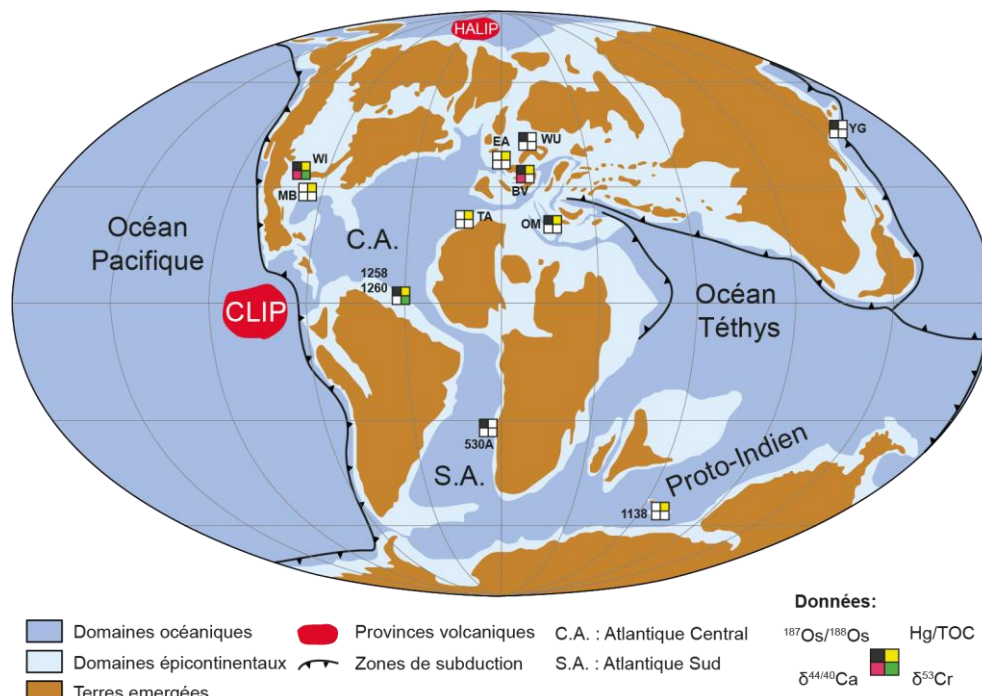 HALIP
YG
WU
EA
WI
BV
MB
TA
OM
Océan
Pacifique
C.A.
1258
1260
CLIP
Océan
Téthys
530A
S.A.
Proto-Indien
1138
Données:
Domaines océaniques
Provinces volcaniques
C.A. : Atlantique Central
¹⁸⁷Os/¹⁸⁸Os
Hg/TOC
Domaines épicontinentaux
Zones de subduction
S.A. : Atlantique Sud
δ⁴⁴ᐟ⁴⁰Ca
δ⁵³Cr
Terres emergées